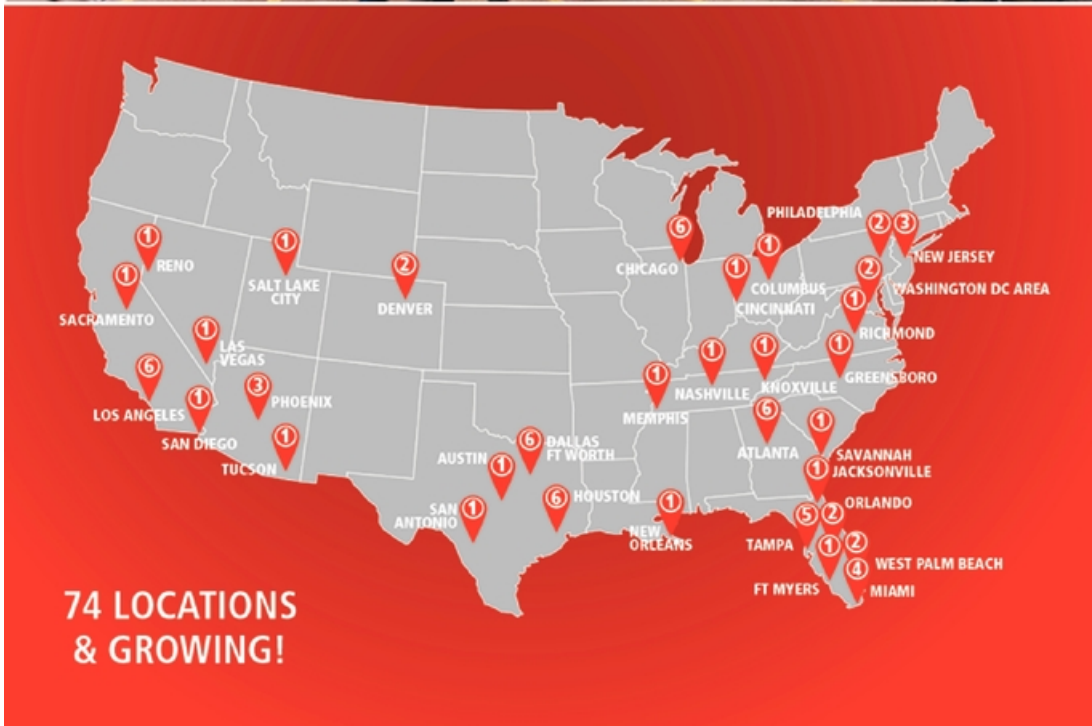 PHILADELPHIA
2
3
6
1
NEW JERSEY
1
1
RENO
1
SALT LAKE
CITY
2
DENVER
CHICAGO
1
COLUMBUS
CINCINNATI
2
WASHINGTON DC AREA
1
SACRAMENTO
1
RICHMOND
1
LAS
VEGAS
1
NASHVILLE
1
KNOXVILLE
1
GREENSBORO
6
LOS ANGELES
3
PHOENIX
1
SAN DIEGO
1
MEMPHIS
6
ATLANTA
1
SAVANNAH
1
TUCSON
6
DALLAS
FT WORTH
1
AUSTIN
1
JACKSONVILLE
1
SAN
ANTONIO
6
HOUSTON
1
NEW
ORLEANS
5
TAMPA
2
ORLANDO
1
FT MYERS
2
WEST PALM BEACH
4
MIAMI
74 LOCATIONS
& GROWING!